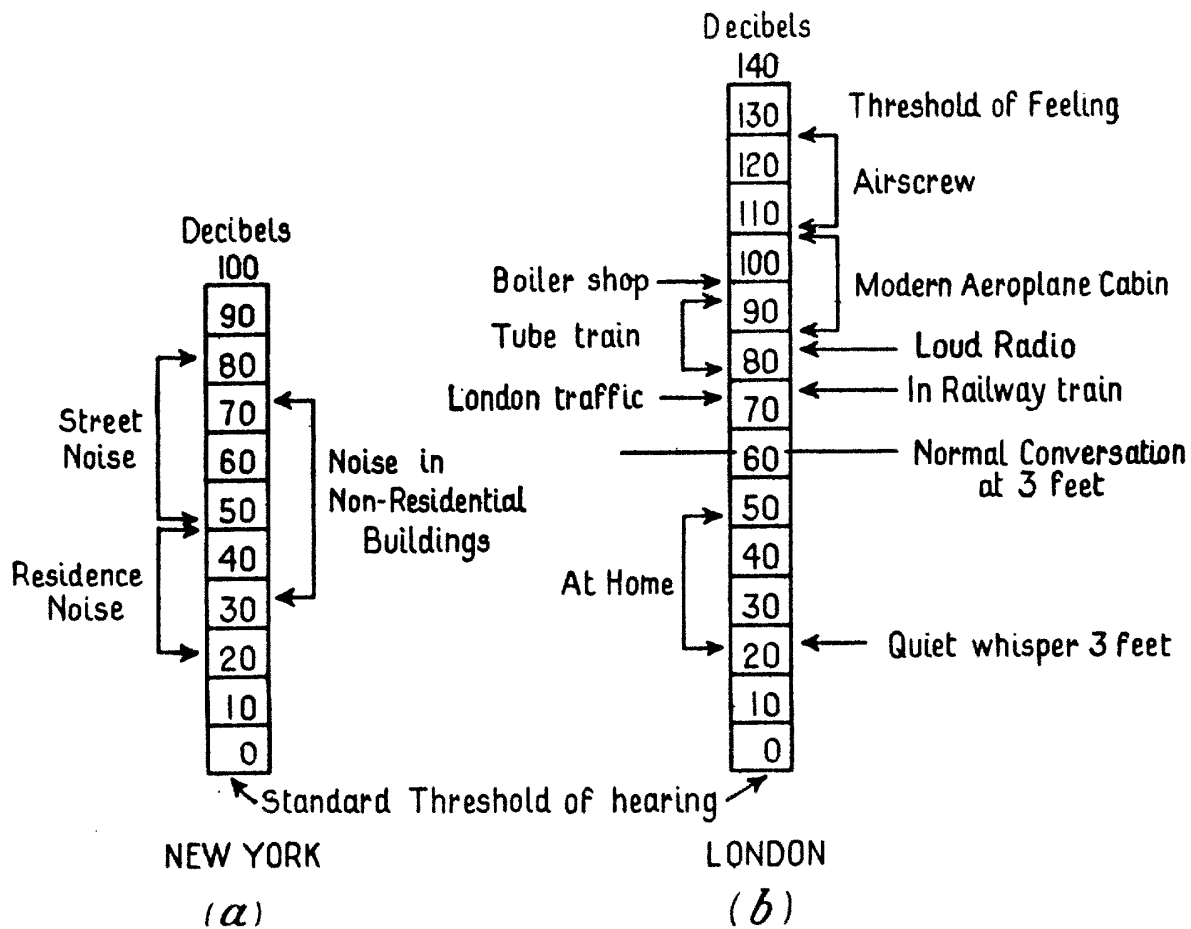 Decibels
100
90
80
70
60
50
40
30
20
10
0
Street
Noise
Residence
Noise
Noise in
Non-Residential
Buildings
Decibels
140
130
120
110
100
90
80
70
60
50
40
30
20
10
0
Boiler shop
Tube train
London traffic
At Home
Threshold of Feeling
Airscrew
Modern Aeroplane Cabin
Loud Radio
In Railway train
Normal Conversation
at 3 feet
Quiet whisper 3 feet
Standard Threshold of hearing
NEW YORK
(a)
LONDON
(b)